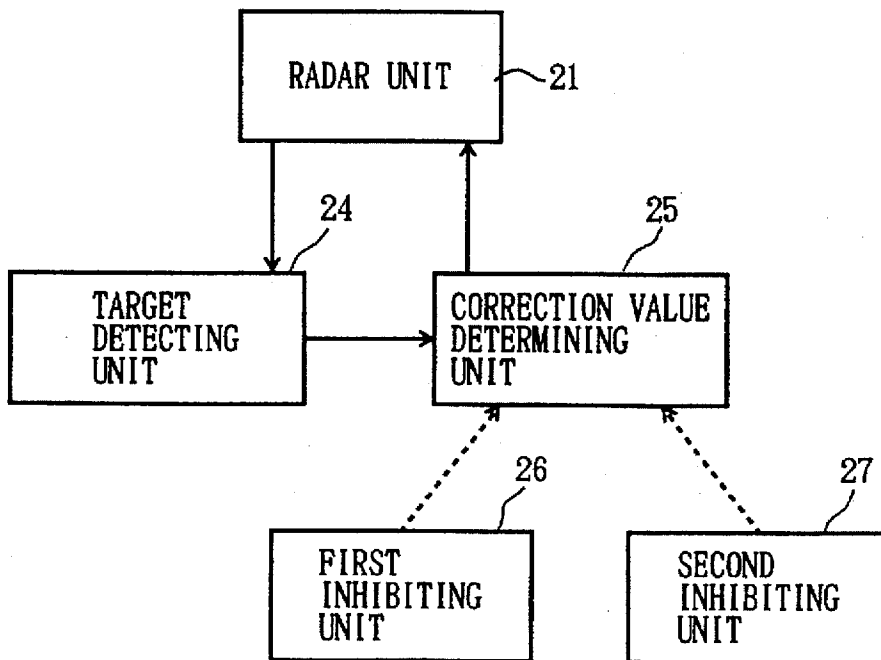 RADAR UNIT
21
24
25
TARGET
DETECTING
UNIT
CORRECTION VALUE
DETERMINING
UNIT
26
27
FIRST
INHIBITING
UNIT
SECOND
INHIBITING
UNIT